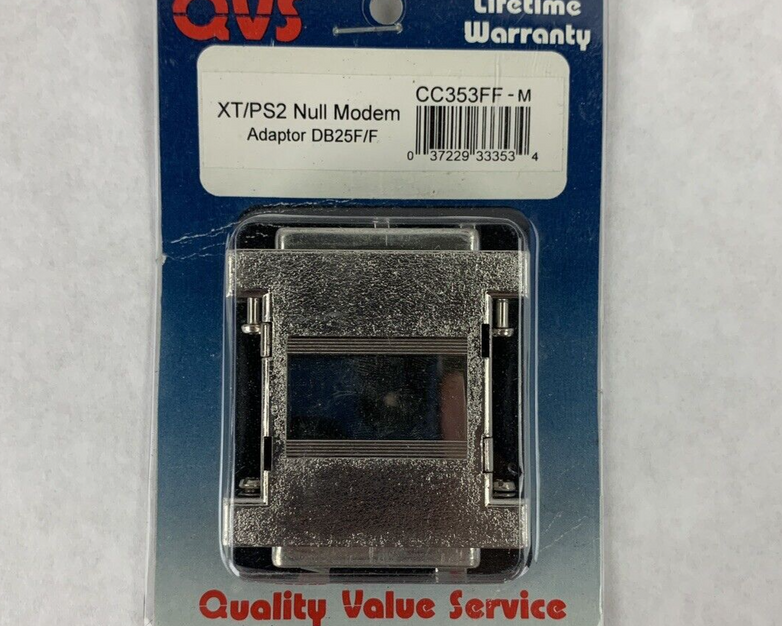 QVS
Lifetime
Warranty
XT/PS2 Null Modem
Adaptor DB25F/F
CC353FF-M
0 37229 33353 4
Quality Value Service